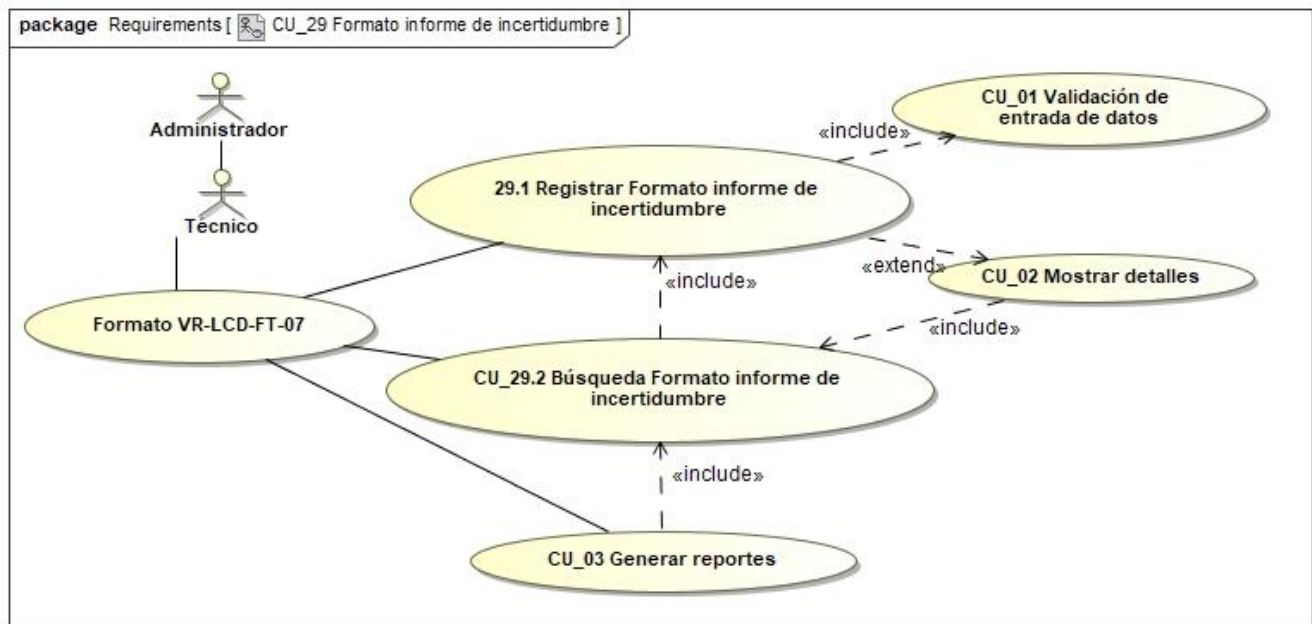 package Requirements [ CU_29 Formato informe de incertidumbre ]
Administrador
Técnico
Formato VR-LCD-FT-07
29.1 Registrar Formato informe de
incertidumbre
«include»
CU_01 Validación de
entrada de datos
«extend»
CU_02 Mostrar detalles
«include»
«include»
CU_29.2 Búsqueda Formato informe de
incertidumbre
«include»
CU_03 Generar reportes